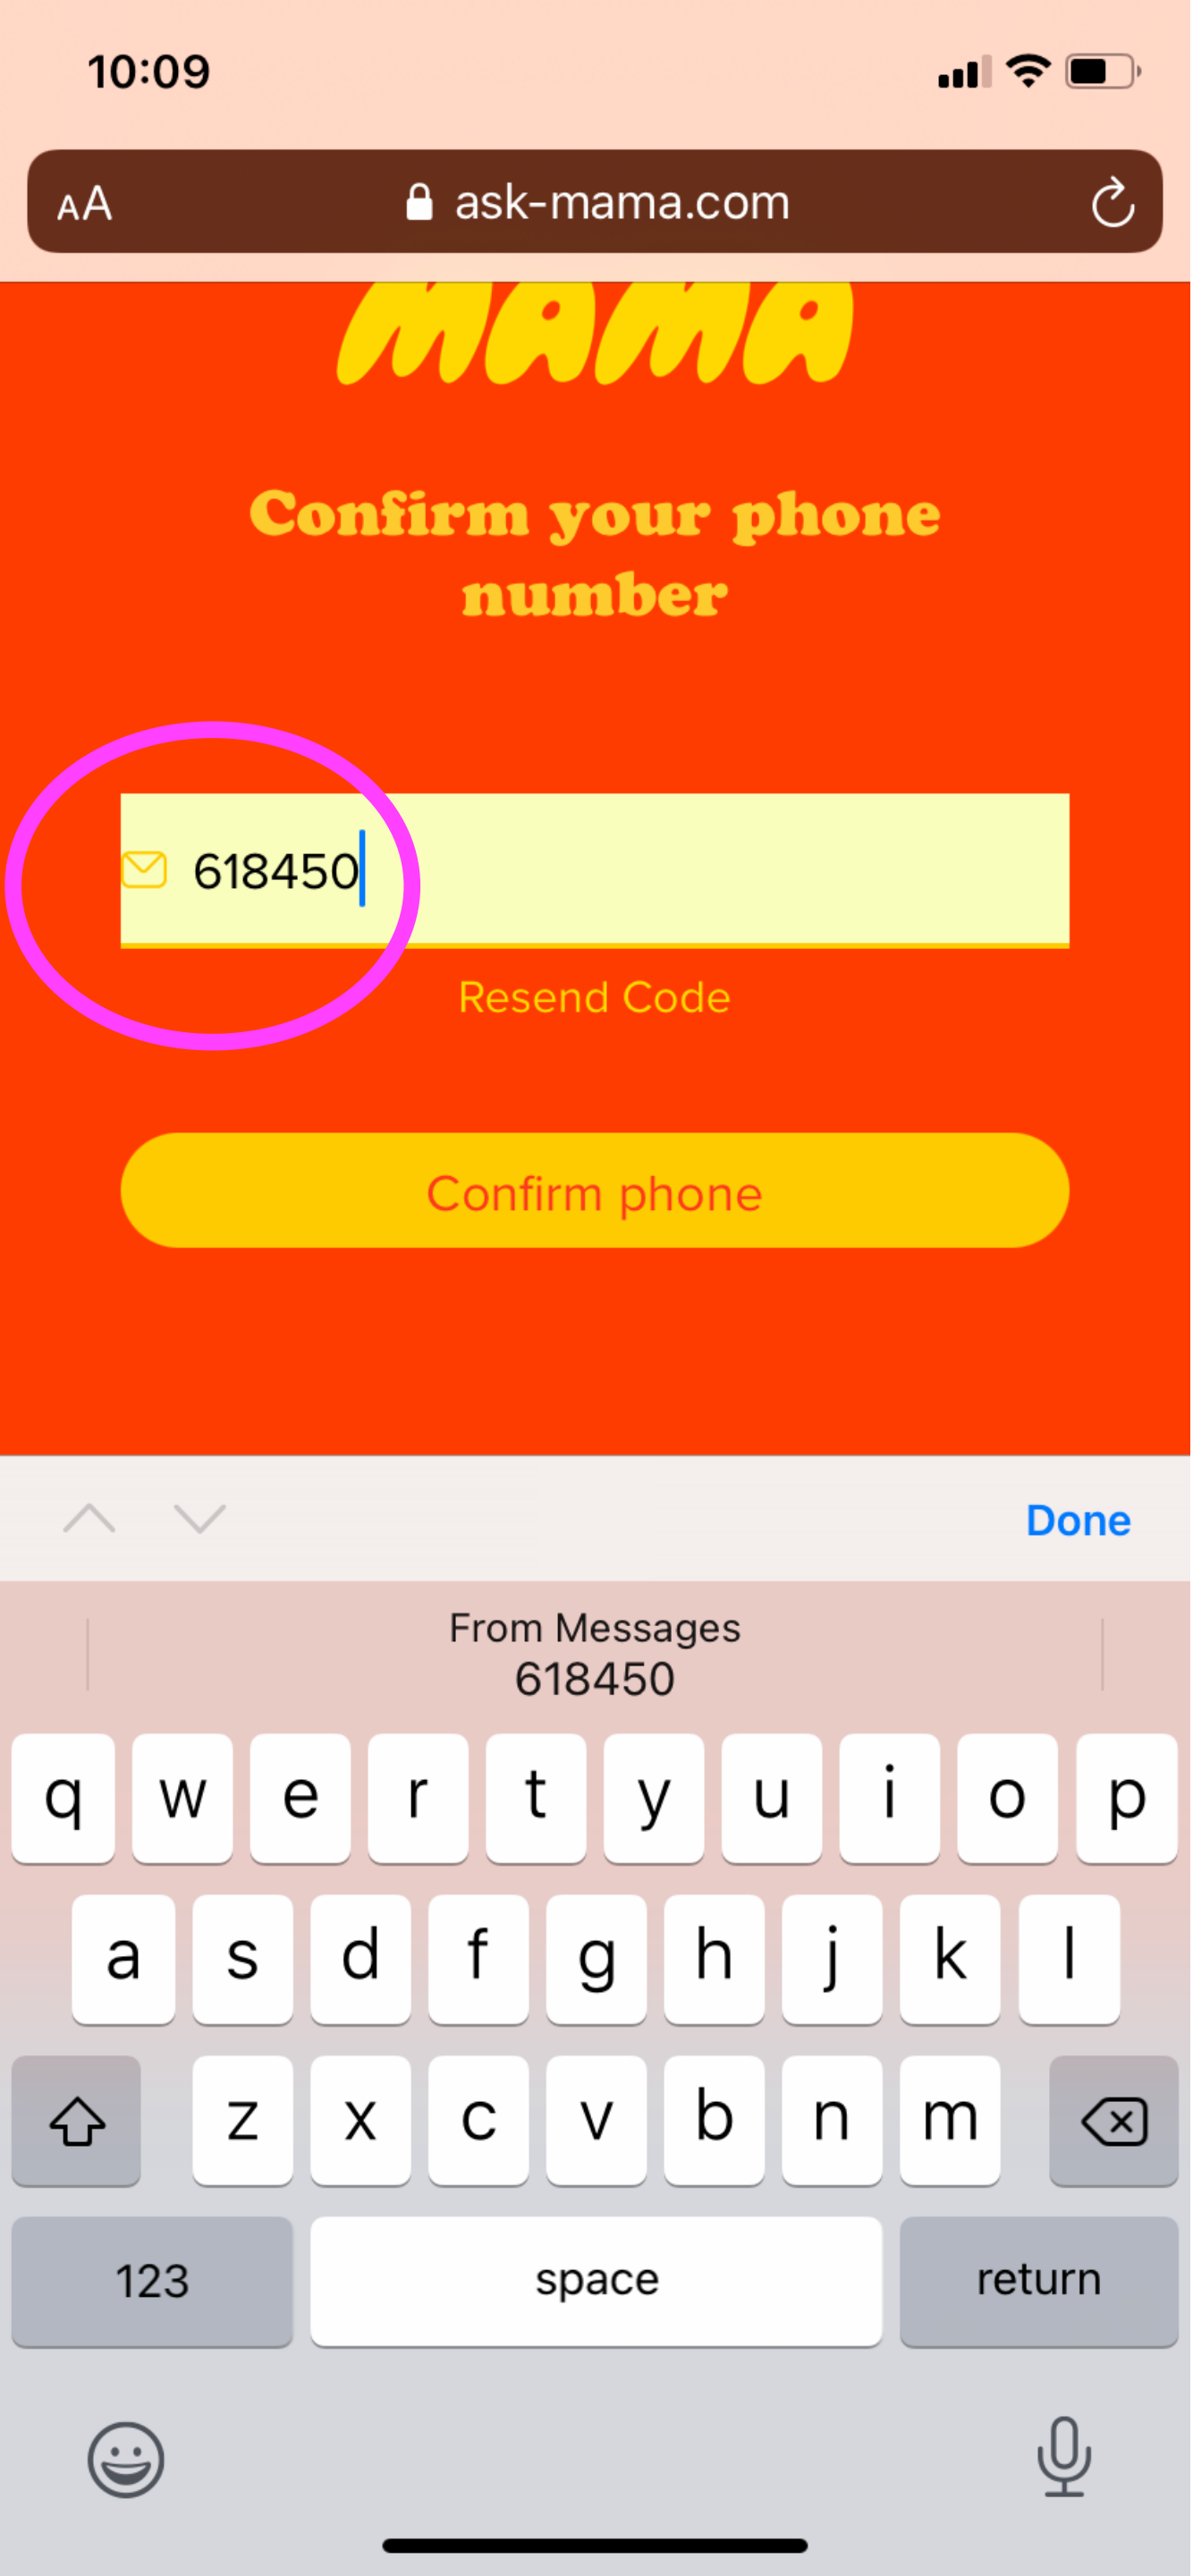 10:09
AA ask-mama.com
MAMA
Confirm your phone
number
618450
Resend Code
Confirm phone
Done
From Messages
618450
q w e r t y u i o p
a s d f g h j k l
z x c v b n m
123 space return